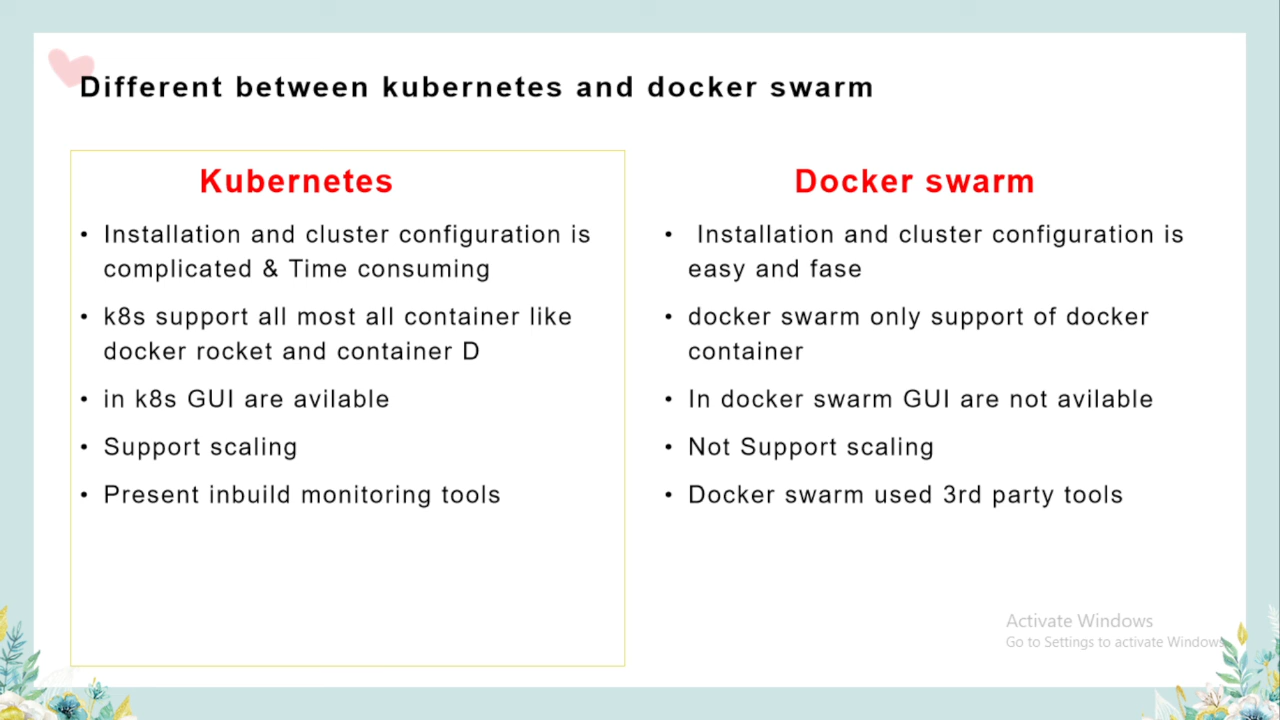 Different between kubernetes and docker swarm
Kubernetes
• Installation and cluster configuration is
complicated & Time consuming
• k8s support all most all container like
docker rocket and container D
• in k8s GUI are avilable
• Support scaling
• Present inbuild monitoring tools
Docker swarm
• Installation and cluster configuration is
easy and fase
• docker swarm only support of docker
container
• In docker swarm GUI are not avilable
• Not Support scaling
• Docker swarm used 3rd party tools
Activate Windows
Go to Settings to activate Windows